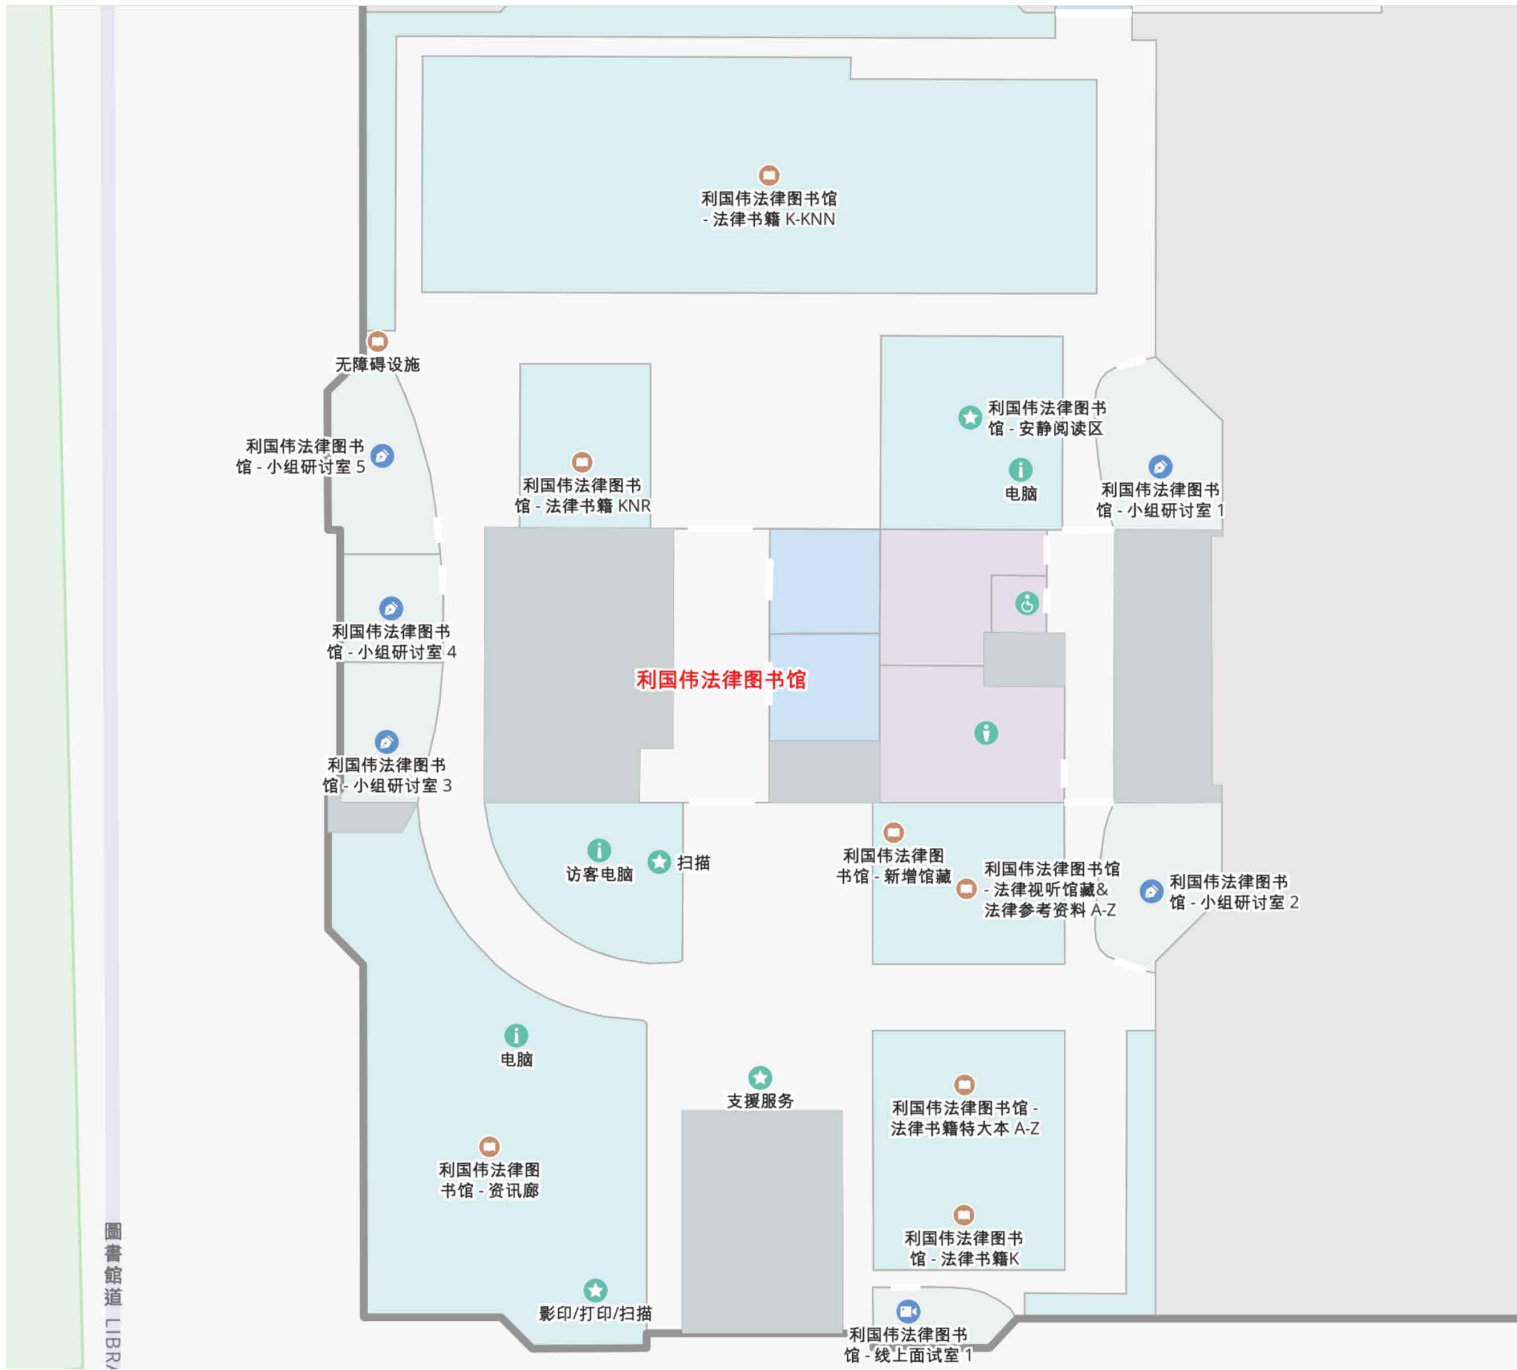 利国伟法律图书馆
- 法律书籍 K-KNN
无障碍设施
利国伟法律图书
馆 - 安静阅读区
利国伟法律图书
馆 - 小组研讨室 5
利国伟法律图书
馆 - 法律书籍 KNR
电脑
利国伟法律图书
馆 - 小组研讨室 1
利国伟法律图书
馆 - 小组研讨室 4
利国伟法律图书馆
利国伟法律图书
馆 - 小组研讨室 3
访客电脑
扫描
利国伟法律图
书馆 - 新增馆藏
利国伟法律图书馆
- 法律视听馆藏&
法律参考资料 A-Z
利国伟法律图书
馆 - 小组研讨室 2
电脑
支援服务
利国伟法律图书馆 -
法律书籍特大本 A-Z
利国伟法律图
书馆 - 资讯廊
利国伟法律图书
馆 - 法律书籍K
影印/打印/扫描
利国伟法律图书
馆 - 线上面试室 1
圖書館道 LIBR